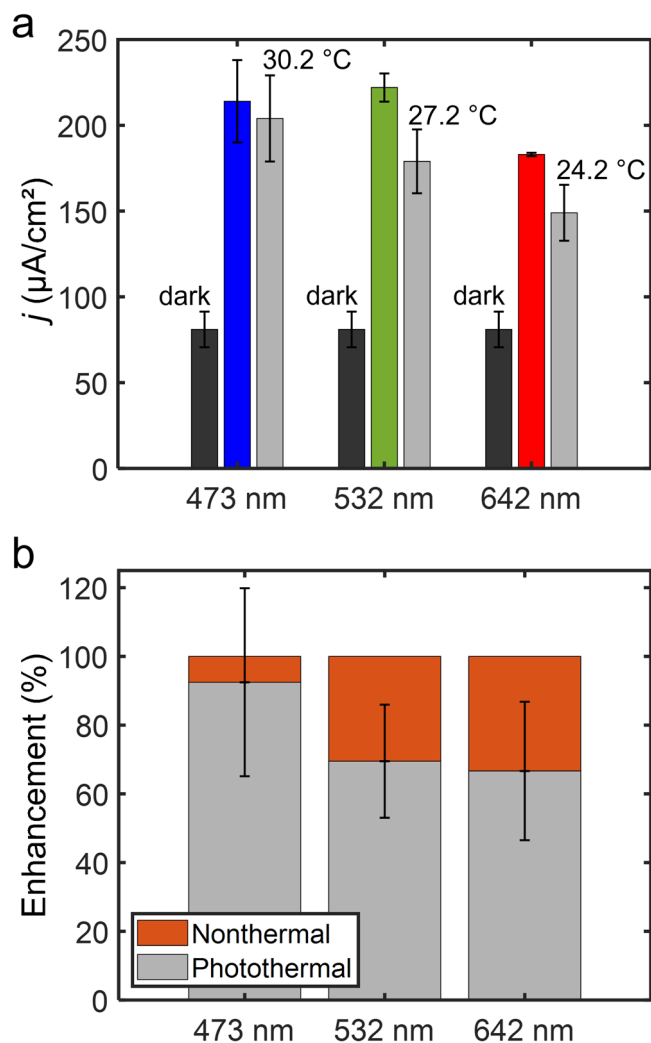 a
250
30.2 °C
200
27.2 °C
24.2 °C
150
j (µA/cm²)
100
dark
dark
dark
50
0
473 nm
532 nm
642 nm
b
120
100
80
Enhancement (%)
60
40
20
Nonthermal
Photothermal
0
473 nm
532 nm
642 nm